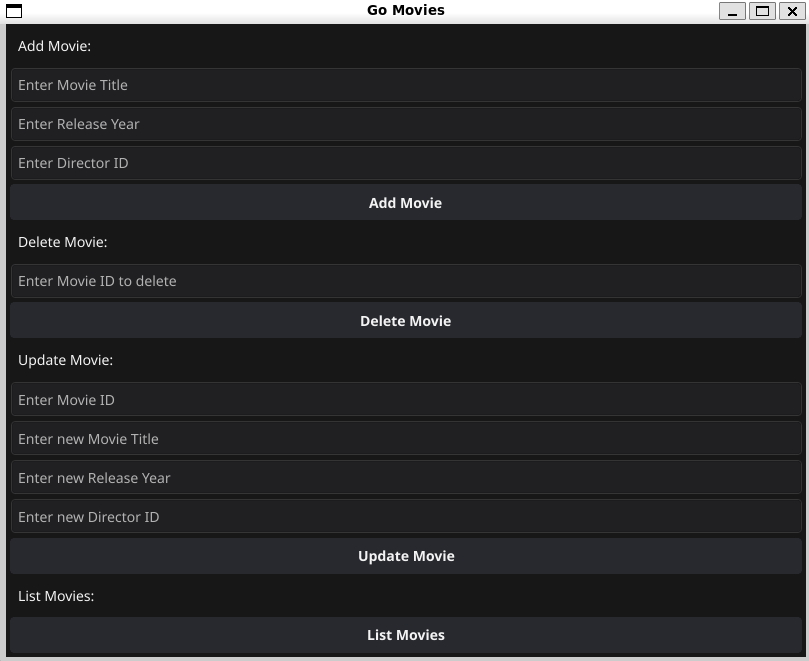 Go Movies
Add Movie:
Enter Movie Title
Enter Release Year
Enter Director ID
Add Movie
Delete Movie:
Enter Movie ID to delete
Delete Movie
Update Movie:
Enter Movie ID
Enter new Movie Title
Enter new Release Year
Enter new Director ID
Update Movie
List Movies:
List Movies